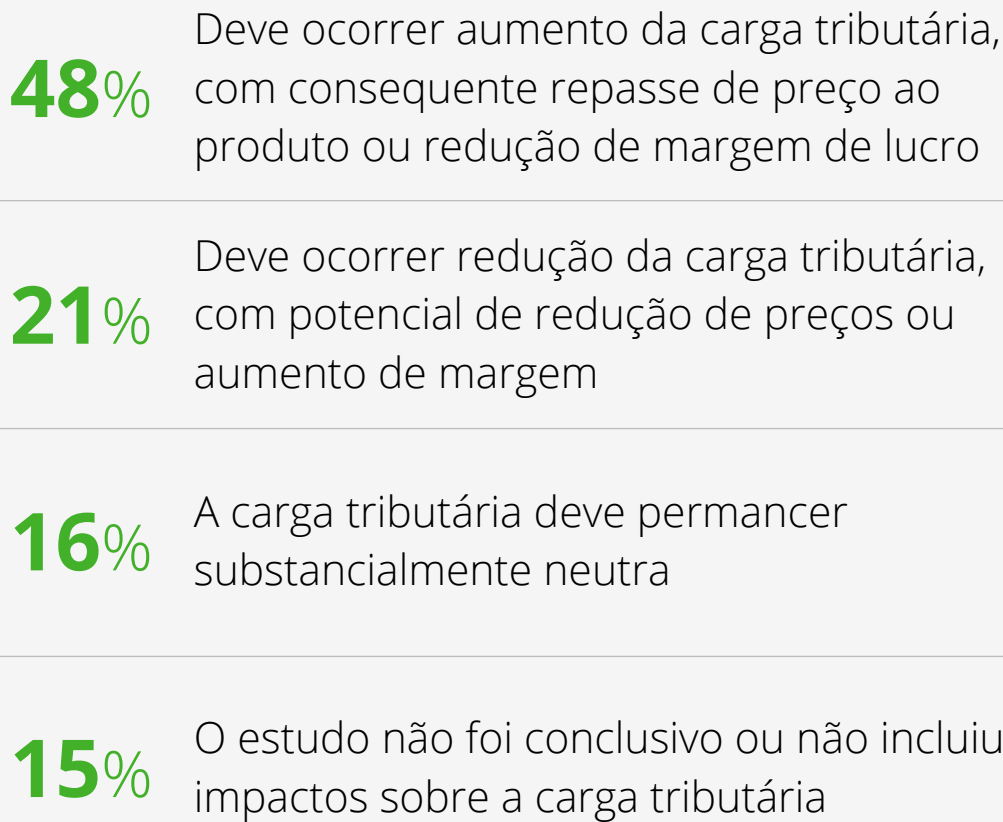 48%
Deve ocorrer aumento da carga tributária,
com consequente repasse de preço ao
produto ou redução de margem de lucro
21%
Deve ocorrer redução da carga tributária,
com potencial de redução de preços ou
aumento de margem
16%
A carga tributária deve permancer
substancialmente neutra
15%
O estudo não foi conclusivo ou não incluiu
impactos sobre a carga tributária